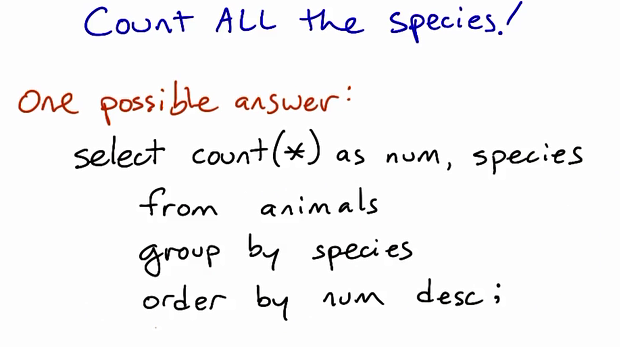 Count ALL the species!
One possible answer:
select count(*) as num, species
from animals
group by species
order by num desc;